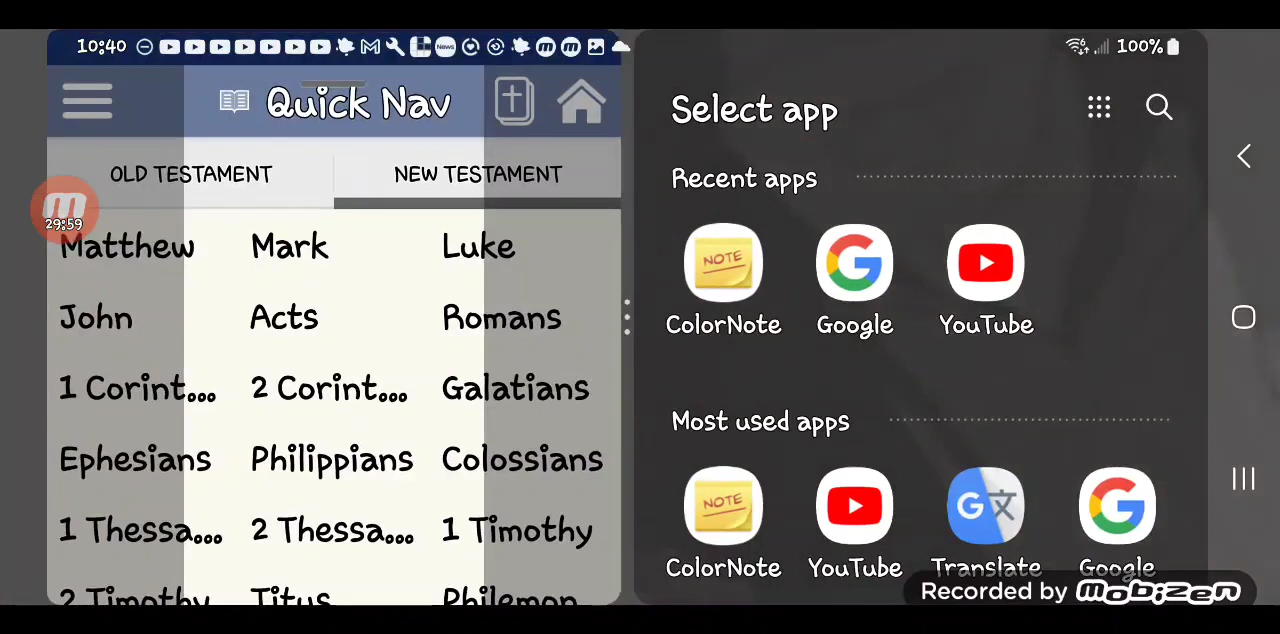 10:40
News
100%
Quick Nav
OLD TESTAMENT
NEW TESTAMENT
29:59
Matthew
Mark
Luke
John
Acts
Romans
1 Corint...
2 Corint...
Galatians
Ephesians
Philippians
Colossians
1 Thessa...
2 Thessa...
1 Timothy
2 Timothy
Titus
Philemon
Select app
Recent apps
NOTE
ColorNote
Google
YouTube
Most used apps
NOTE
ColorNote
YouTube
Translate
Google
Recorded by MOBIZEN